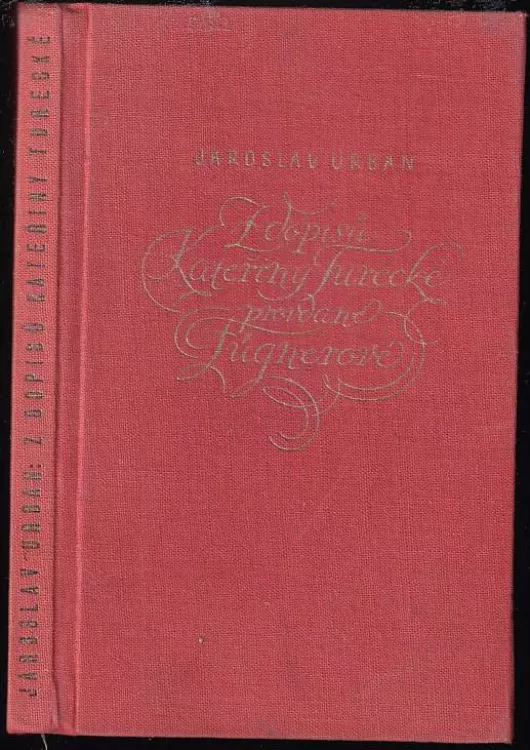 JAROSLAV URBAN: Z DOPISŮ KATEŘINY TURECKÉ
JAROSLAV URBAN
Z dopisů
Kateřiny Turecké
provdané
Fügnerové